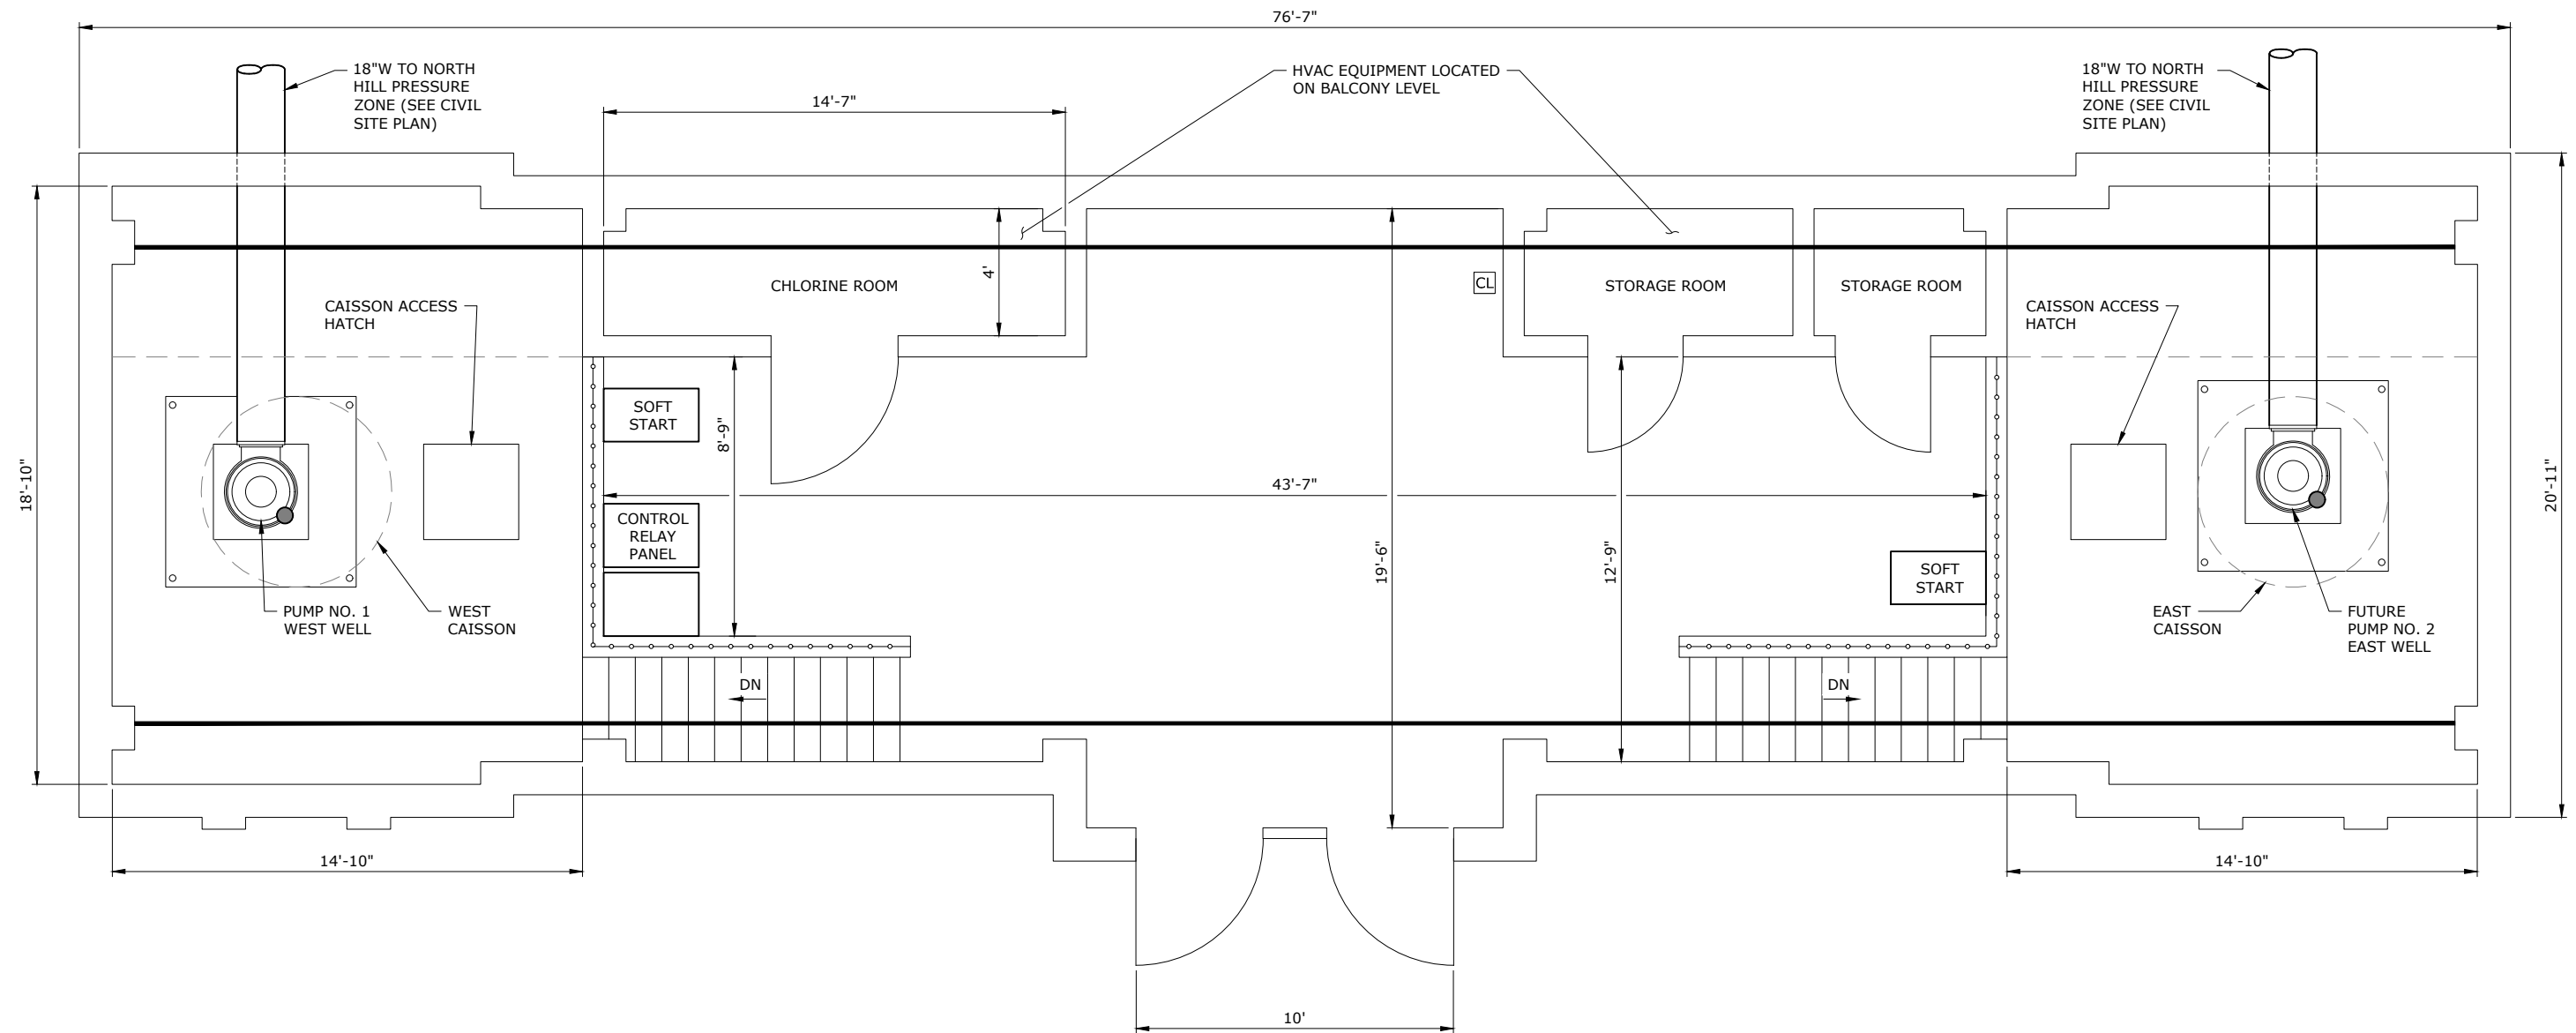 76'-7"
18"W TO NORTH
HILL PRESSURE
ZONE (SEE CIVIL
SITE PLAN)
14'-7"
HVAC EQUIPMENT LOCATED
ON BALCONY LEVEL
18"W TO NORTH
HILL PRESSURE
ZONE (SEE CIVIL
SITE PLAN)
4'
CHLORINE ROOM
CL
STORAGE ROOM
STORAGE ROOM
CAISSON ACCESS
HATCH
CAISSON ACCESS
HATCH
SOFT
START
8'-9"
18'-10"
43'-7"
20'-11"
CONTROL
RELAY
PANEL
19'-6"
12'-9"
SOFT
START
PUMP NO. 1
WEST WELL
WEST
CAISSON
EAST
CAISSON
FUTURE
PUMP NO. 2
EAST WELL
DN
DN
14'-10"
14'-10"
10'